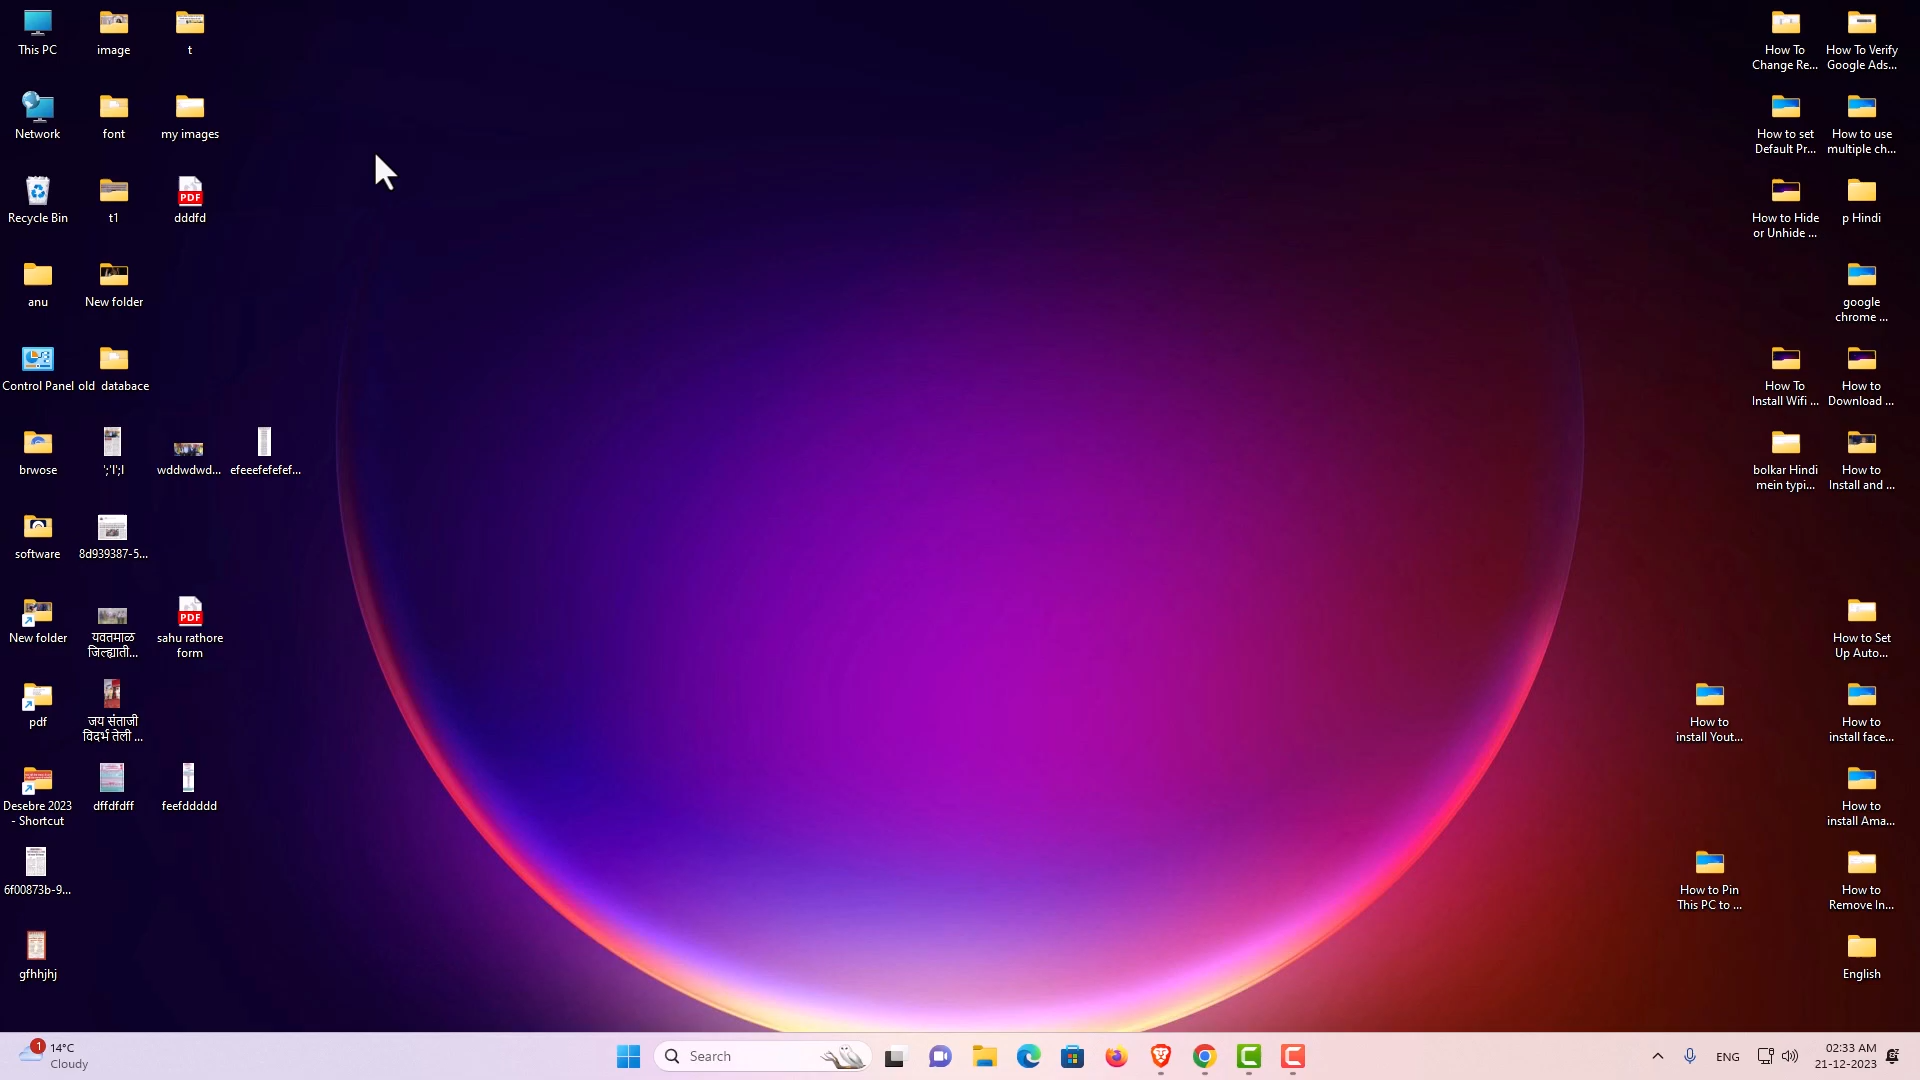 This PC
image
t
Network
font
my images
Recycle Bin
t1
PDF
dddfd
anu
New folder
Control Panel
old databace
brwose
';'l';l
wddwdwd...
efeeefefefef...
software
8d939387-5...
New folder
यवतमाळ
जिल्ह्याती...
PDF
sahu rathore
form
pdf
जय संताजी
विदर्भ तेली ...
Desebre 2023
- Shortcut
dffdfdff
feefddddd
6f00873b-9...
gfhhjhj
How To
Change Re...
How To Verify
Google Ads...
How to set
Default Pr...
How to use
multiple ch...
How to Hide
or Unhide ...
p Hindi
google
chrome ...
How To
Install Wifi ...
How to
Download ...
bolkar Hindi
mein typi...
How to
Install and ...
How to Set
Up Auto...
How to
install Yout...
How to
install face...
How to
install Ama...
How to Pin
This PC to ...
How to
Remove In...
English
1
14°C
Cloudy
Search
ENG
02:33 AM
21-12-2023